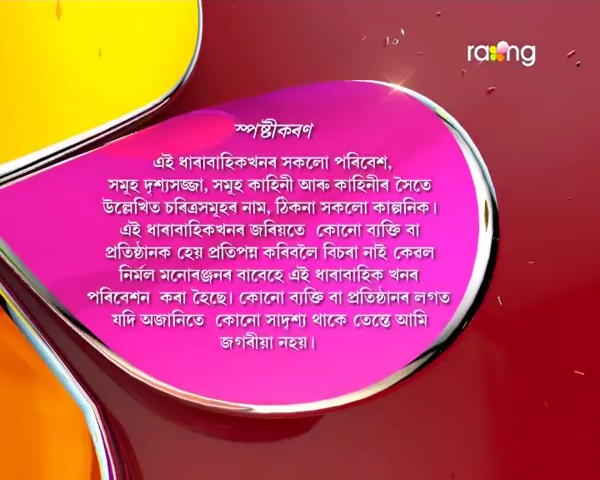 rang
স্পষ্টীকৰণ
এই ধাৰাবাহিকখনৰ সকলো পৰিবেশ,
সমূহ দৃশ্যসজ্জা, সমূহ কাহিনী আৰু কাহিনীৰ সৈতে
উল্লেখিত চৰিত্ৰসমূহৰ নাম, ঠিকনা সকলো কাল্পনিক।
এই ধাৰাবাহিকখনৰ জৰিয়তে কোনো ব্যক্তি বা
প্ৰতিষ্ঠানক হেয় প্ৰতিপন্ন কৰিবলৈ বিচৰা নাই কেৱল
নিৰ্মল মনোৰঞ্জনৰ বাবেহে এই ধাৰাবাহিক খনৰ
পৰিবেশন কৰা হৈছে। কোনো ব্যক্তি বা প্ৰতিষ্ঠানৰ লগত
যদি অজানিতে কোনো সাদৃশ্য থাকে তেন্তে আমি
জগৰীয়া নহয়।